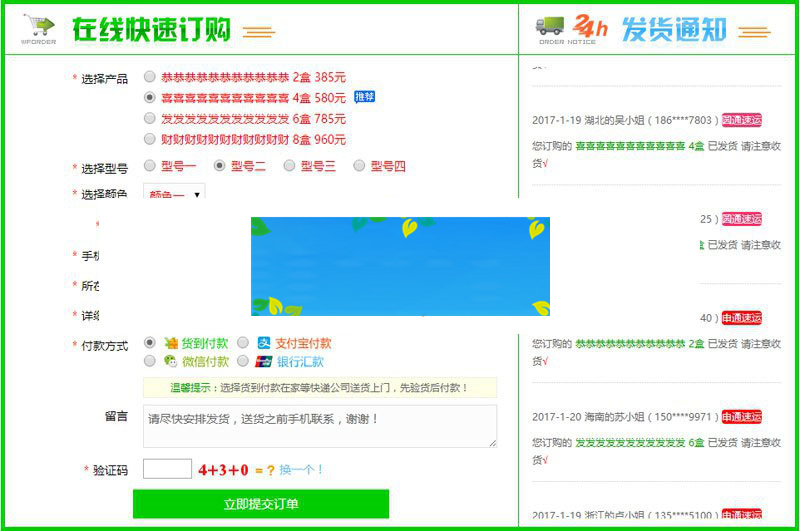 在线快速订购
HFORDER
* 选择产品
恭恭恭恭恭恭恭恭恭恭恭 2盒 385元
喜喜喜喜喜喜喜喜喜喜喜 4盒 580元 推荐
发发发发发发发发发发发 6盒 785元
财财财财财财财财财财财 8盒 960元
* 选择型号
型号一 型号二 型号三 型号四
* 选择颜色 颜色一
*
* 手机
* 所在
* 详细
* 付款方式
货到付款 支付宝付款
微信付款 银行汇款
温馨提示:选择货到付款在家等快递公司送货上门,先验货后付款!
留言
请尽快安排发货,送货之前手机联系,谢谢!
* 验证码 4+3+0 = ? 换一个!
立即提交订单
24h 发货通知
ORDER NOTICE
2017-1-19 湖北的吴小姐(186****7803)圆通速运
您订购的 喜喜喜喜喜喜喜喜喜喜喜 4盒 已发货 请注意收
货√
25)圆通速运
盒 已发货 请注意收
40)申通速运
您订购的 恭恭恭恭恭恭恭恭恭恭恭 2盒 已发货 请注意收
货√
2017-1-20 海南的苏小姐(150****9971)申通速运
您订购的 发发发发发发发发发发发 6盒 已发货 请注意收
货√
2017-1-19 浙江的卢小姐(135****5100)申通速运